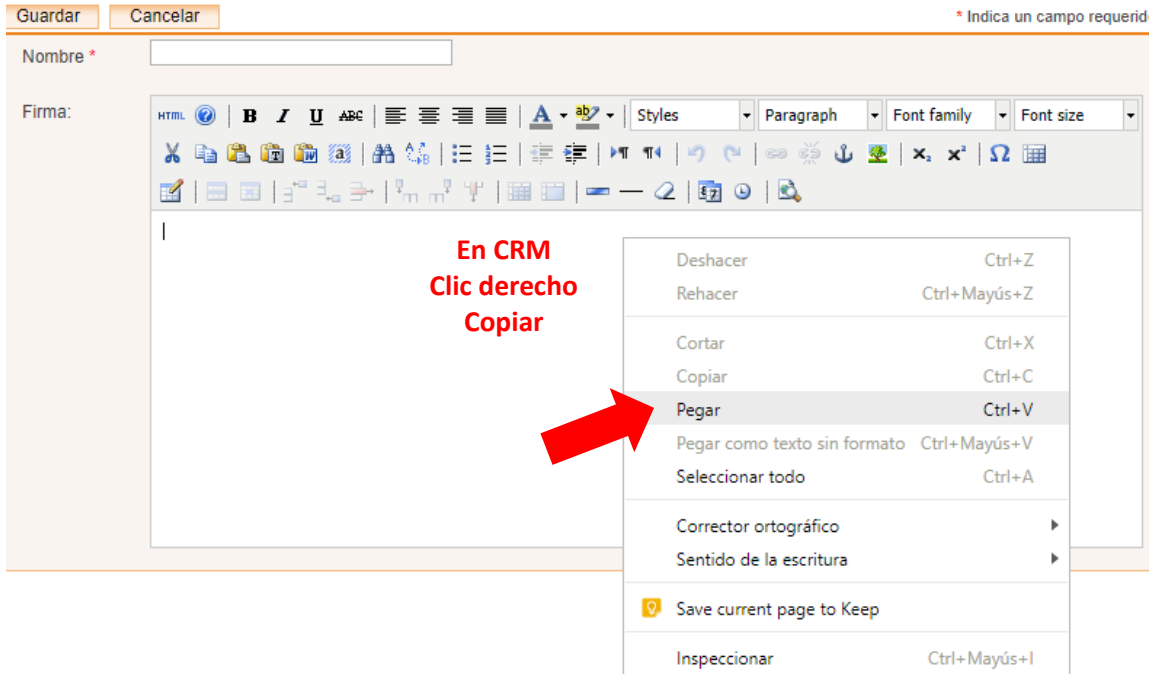 Guardar Cancelar * Indica un campo requerid
Nombre *
Firma:
HTML B I U ABC A ab Styles Paragraph Font family Font size
En CRM
Clic derecho
Copiar
Deshacer Ctrl+Z
Rehacer Ctrl+Mayús+Z
Cortar Ctrl+X
Copiar Ctrl+C
Pegar Ctrl+V
Pegar como texto sin formato Ctrl+Mayús+V
Seleccionar todo Ctrl+A
Corrector ortográfico
Sentido de la escritura
Save current page to Keep
Inspeccionar Ctrl+Mayús+I